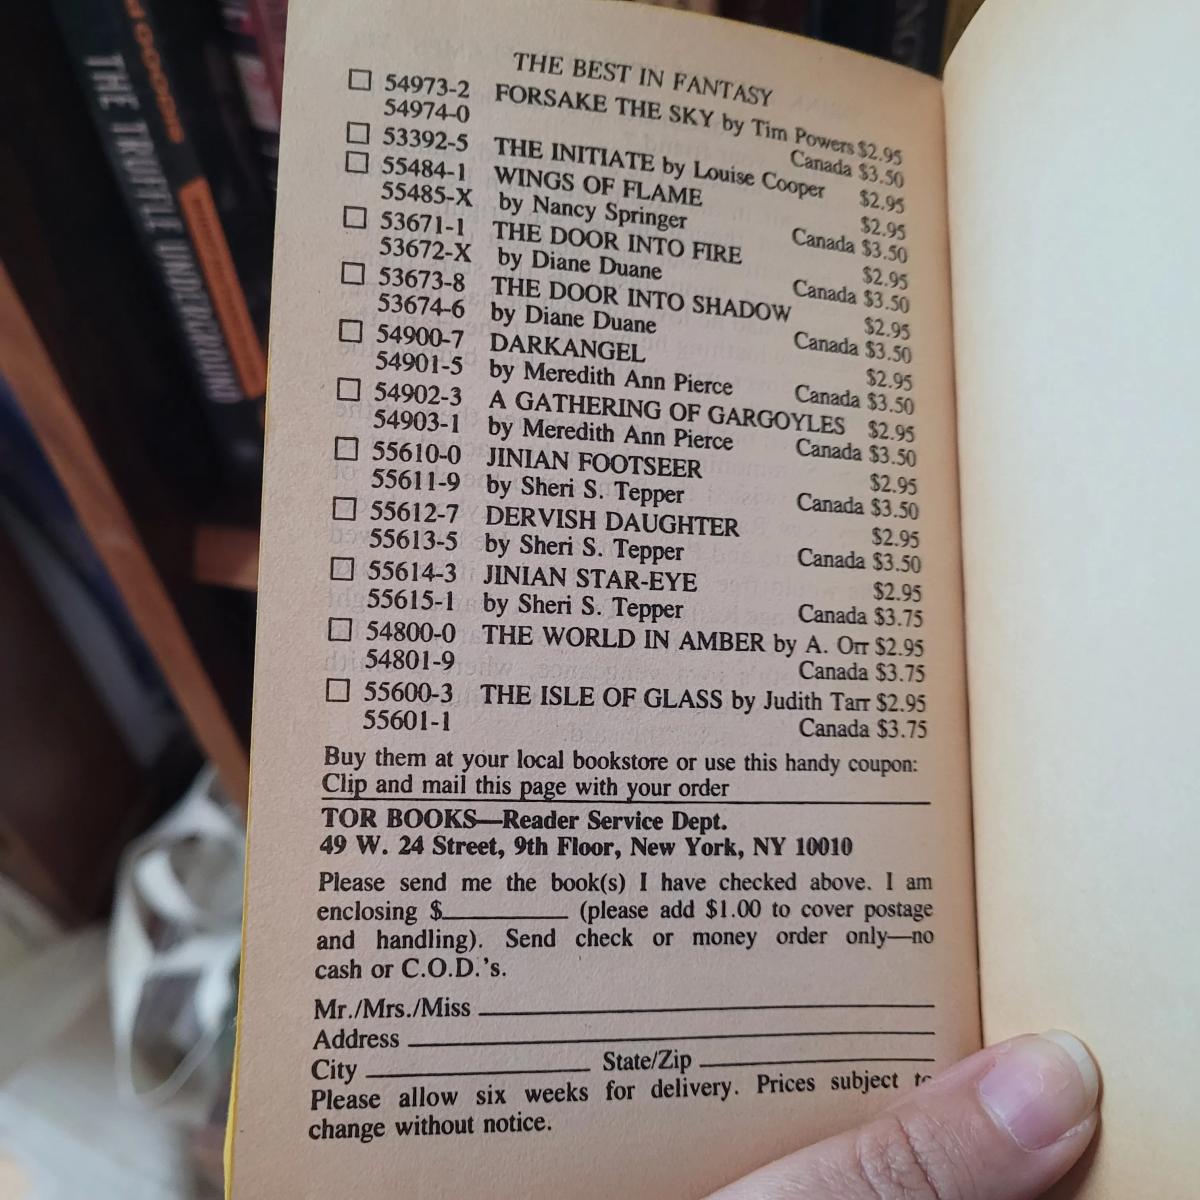 THE BEST IN FANTASY
54973-2 FORSAKE THE SKY by Tim Powers $2.95
54974-0 Canada $3.50
53392-5 THE INITIATE by Louise Cooper $2.95
55484-1 WINGS OF FLAME $2.95
55485-X by Nancy Springer Canada $3.50
53671-1 THE DOOR INTO FIRE $2.95
53672-X by Diane Duane Canada $3.50
53673-8 THE DOOR INTO SHADOW $2.95
53674-6 by Diane Duane Canada $3.50
54900-7 DARKANGEL $2.95
54901-5 by Meredith Ann Pierce Canada $3.50
54902-3 A GATHERING OF GARGOYLES $2.95
54903-1 by Meredith Ann Pierce Canada $3.50
55610-0 JINIAN FOOTSEER $2.95
55611-9 by Sheri S. Tepper Canada $3.50
55612-7 DERVISH DAUGHTER $2.95
55613-5 by Sheri S. Tepper Canada $3.50
55614-3 JINIAN STAR-EYE $2.95
55615-1 by Sheri S. Tepper Canada $3.75
54800-0 THE WORLD IN AMBER by A. Orr $2.95
54801-9 Canada $3.75
55600-3 THE ISLE OF GLASS by Judith Tarr $2.95
55601-1 Canada $3.75
Buy them at your local bookstore or use this handy coupon:
Clip and mail this page with your order
TOR BOOKS—Reader Service Dept.
49 W. 24 Street, 9th Floor, New York, NY 10010
Please send me the book(s) I have checked above. I am
enclosing $__________ (please add $1.00 to cover postage
and handling). Send check or money order only—no
cash or C.O.D.'s.
Mr./Mrs./Miss
Address
City State/Zip
Please allow six weeks for delivery. Prices subject to
change without notice.
THE TRUFFLE UNDERGROUND